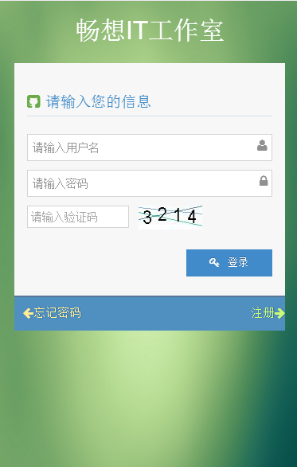 畅想IT工作室
请输入您的信息
请输入用户名
请输入密码
请输入验证码 3214
登录
忘记密码 注册